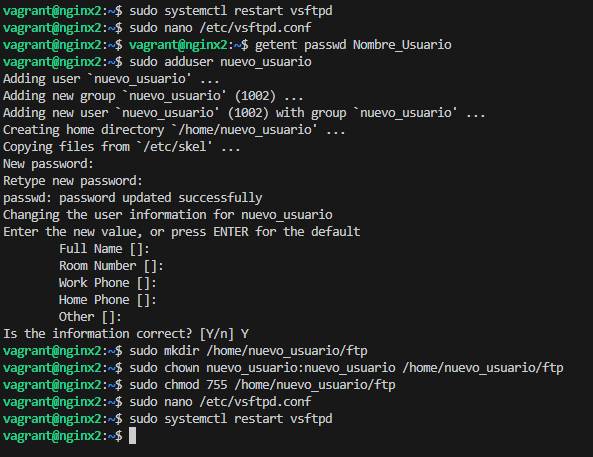 vagrant@nginx2:~$ sudo systemctl restart vsftpd
vagrant@nginx2:~$ sudo nano /etc/vsftpd.conf
vagrant@nginx2:~$ vagrant@nginx2:~$ getent passwd Nombre_Usuario
vagrant@nginx2:~$ sudo adduser nuevo_usuario
Adding user `nuevo_usuario' ...
Adding new group `nuevo_usuario' (1002) ...
Adding new user `nuevo_usuario' (1002) with group `nuevo_usuario' ...
Creating home directory `/home/nuevo_usuario' ...
Copying files from `/etc/skel' ...
New password:
Retype new password:
passwd: password updated successfully
Changing the user information for nuevo_usuario
Enter the new value, or press ENTER for the default
        Full Name []:
        Room Number []:
        Work Phone []:
        Home Phone []:
        Other []:
Is the information correct? [Y/n] Y
vagrant@nginx2:~$ sudo mkdir /home/nuevo_usuario/ftp
vagrant@nginx2:~$ sudo chown nuevo_usuario:nuevo_usuario /home/nuevo_usuario/ftp
vagrant@nginx2:~$ sudo chmod 755 /home/nuevo_usuario/ftp
vagrant@nginx2:~$ sudo nano /etc/vsftpd.conf
vagrant@nginx2:~$ sudo systemctl restart vsftpd
vagrant@nginx2:~$